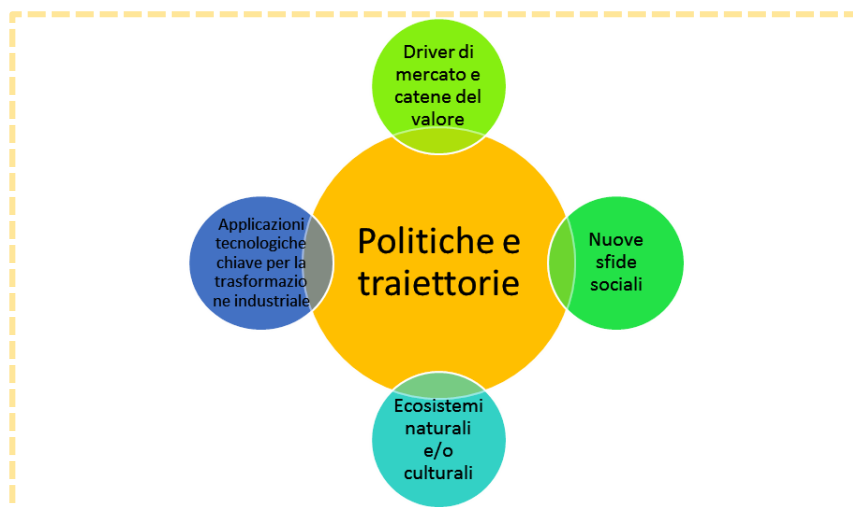 Driver di
mercato e
catene del
valore
Applicazioni
tecnologiche
chiave per la
trasformazio
ne industriale
Politiche e
traiettorie
Nuove
sfide
sociali
Ecosistemi
naturali
e/o
culturali